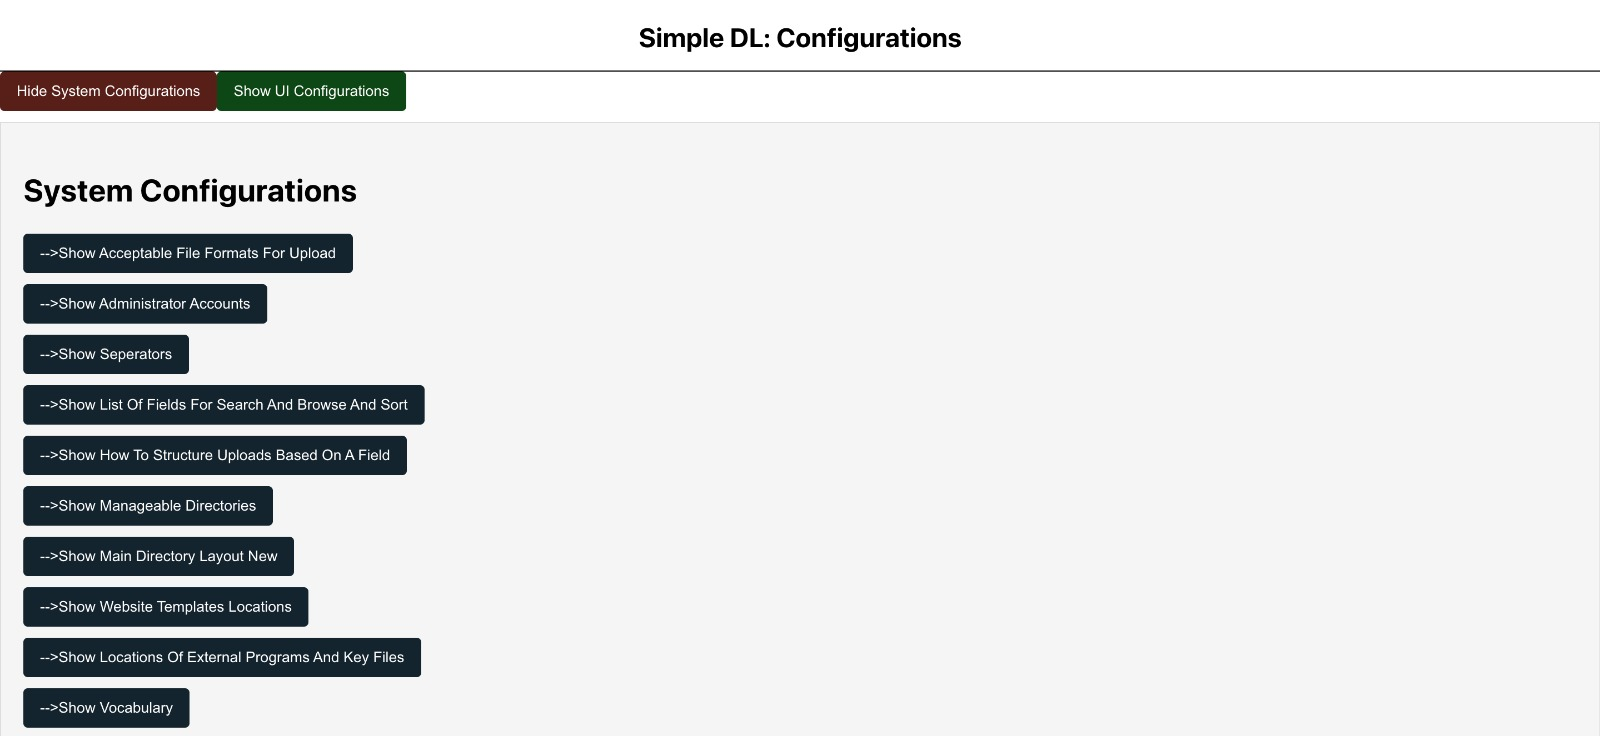 Simple DL: Configurations
Hide System Configurations Show UI Configurations
System Configurations
-->Show Acceptable File Formats For Upload
-->Show Administrator Accounts
-->Show Seperators
-->Show List Of Fields For Search And Browse And Sort
-->Show How To Structure Uploads Based On A Field
-->Show Manageable Directories
-->Show Main Directory Layout New
-->Show Website Templates Locations
-->Show Locations Of External Programs And Key Files
-->Show Vocabulary